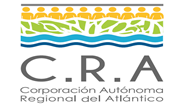 C.R.A
Corporación Autónoma
Regional del Atlántico